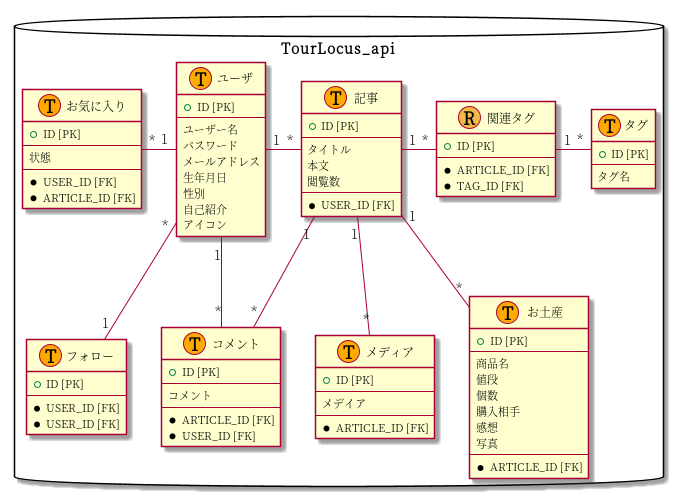 TourLocus_api
T お気に入り
ID [PK]
状態
USER_ID [FK]
ARTICLE_ID [FK]
* 1
T ユーザ
ID [PK]
ユーザー名
パスワード
メールアドレス
生年月日
性別
自己紹介
アイコン
1 *
T 記事
ID [PK]
タイトル
本文
閲覧数
USER_ID [FK]
1 *
R 関連タグ
ID [PK]
ARTICLE_ID [FK]
TAG_ID [FK]
1 *
T タグ
ID [PK]
タグ名
*
1
1
*
1
*
1
*
1
*
T フォロー
ID [PK]
USER_ID [FK]
USER_ID [FK]
T コメント
ID [PK]
コメント
ARTICLE_ID [FK]
USER_ID [FK]
T メディア
ID [PK]
メデイア
ARTICLE_ID [FK]
T お土産
ID [PK]
商品名
値段
個数
購入相手
感想
写真
ARTICLE_ID [FK]